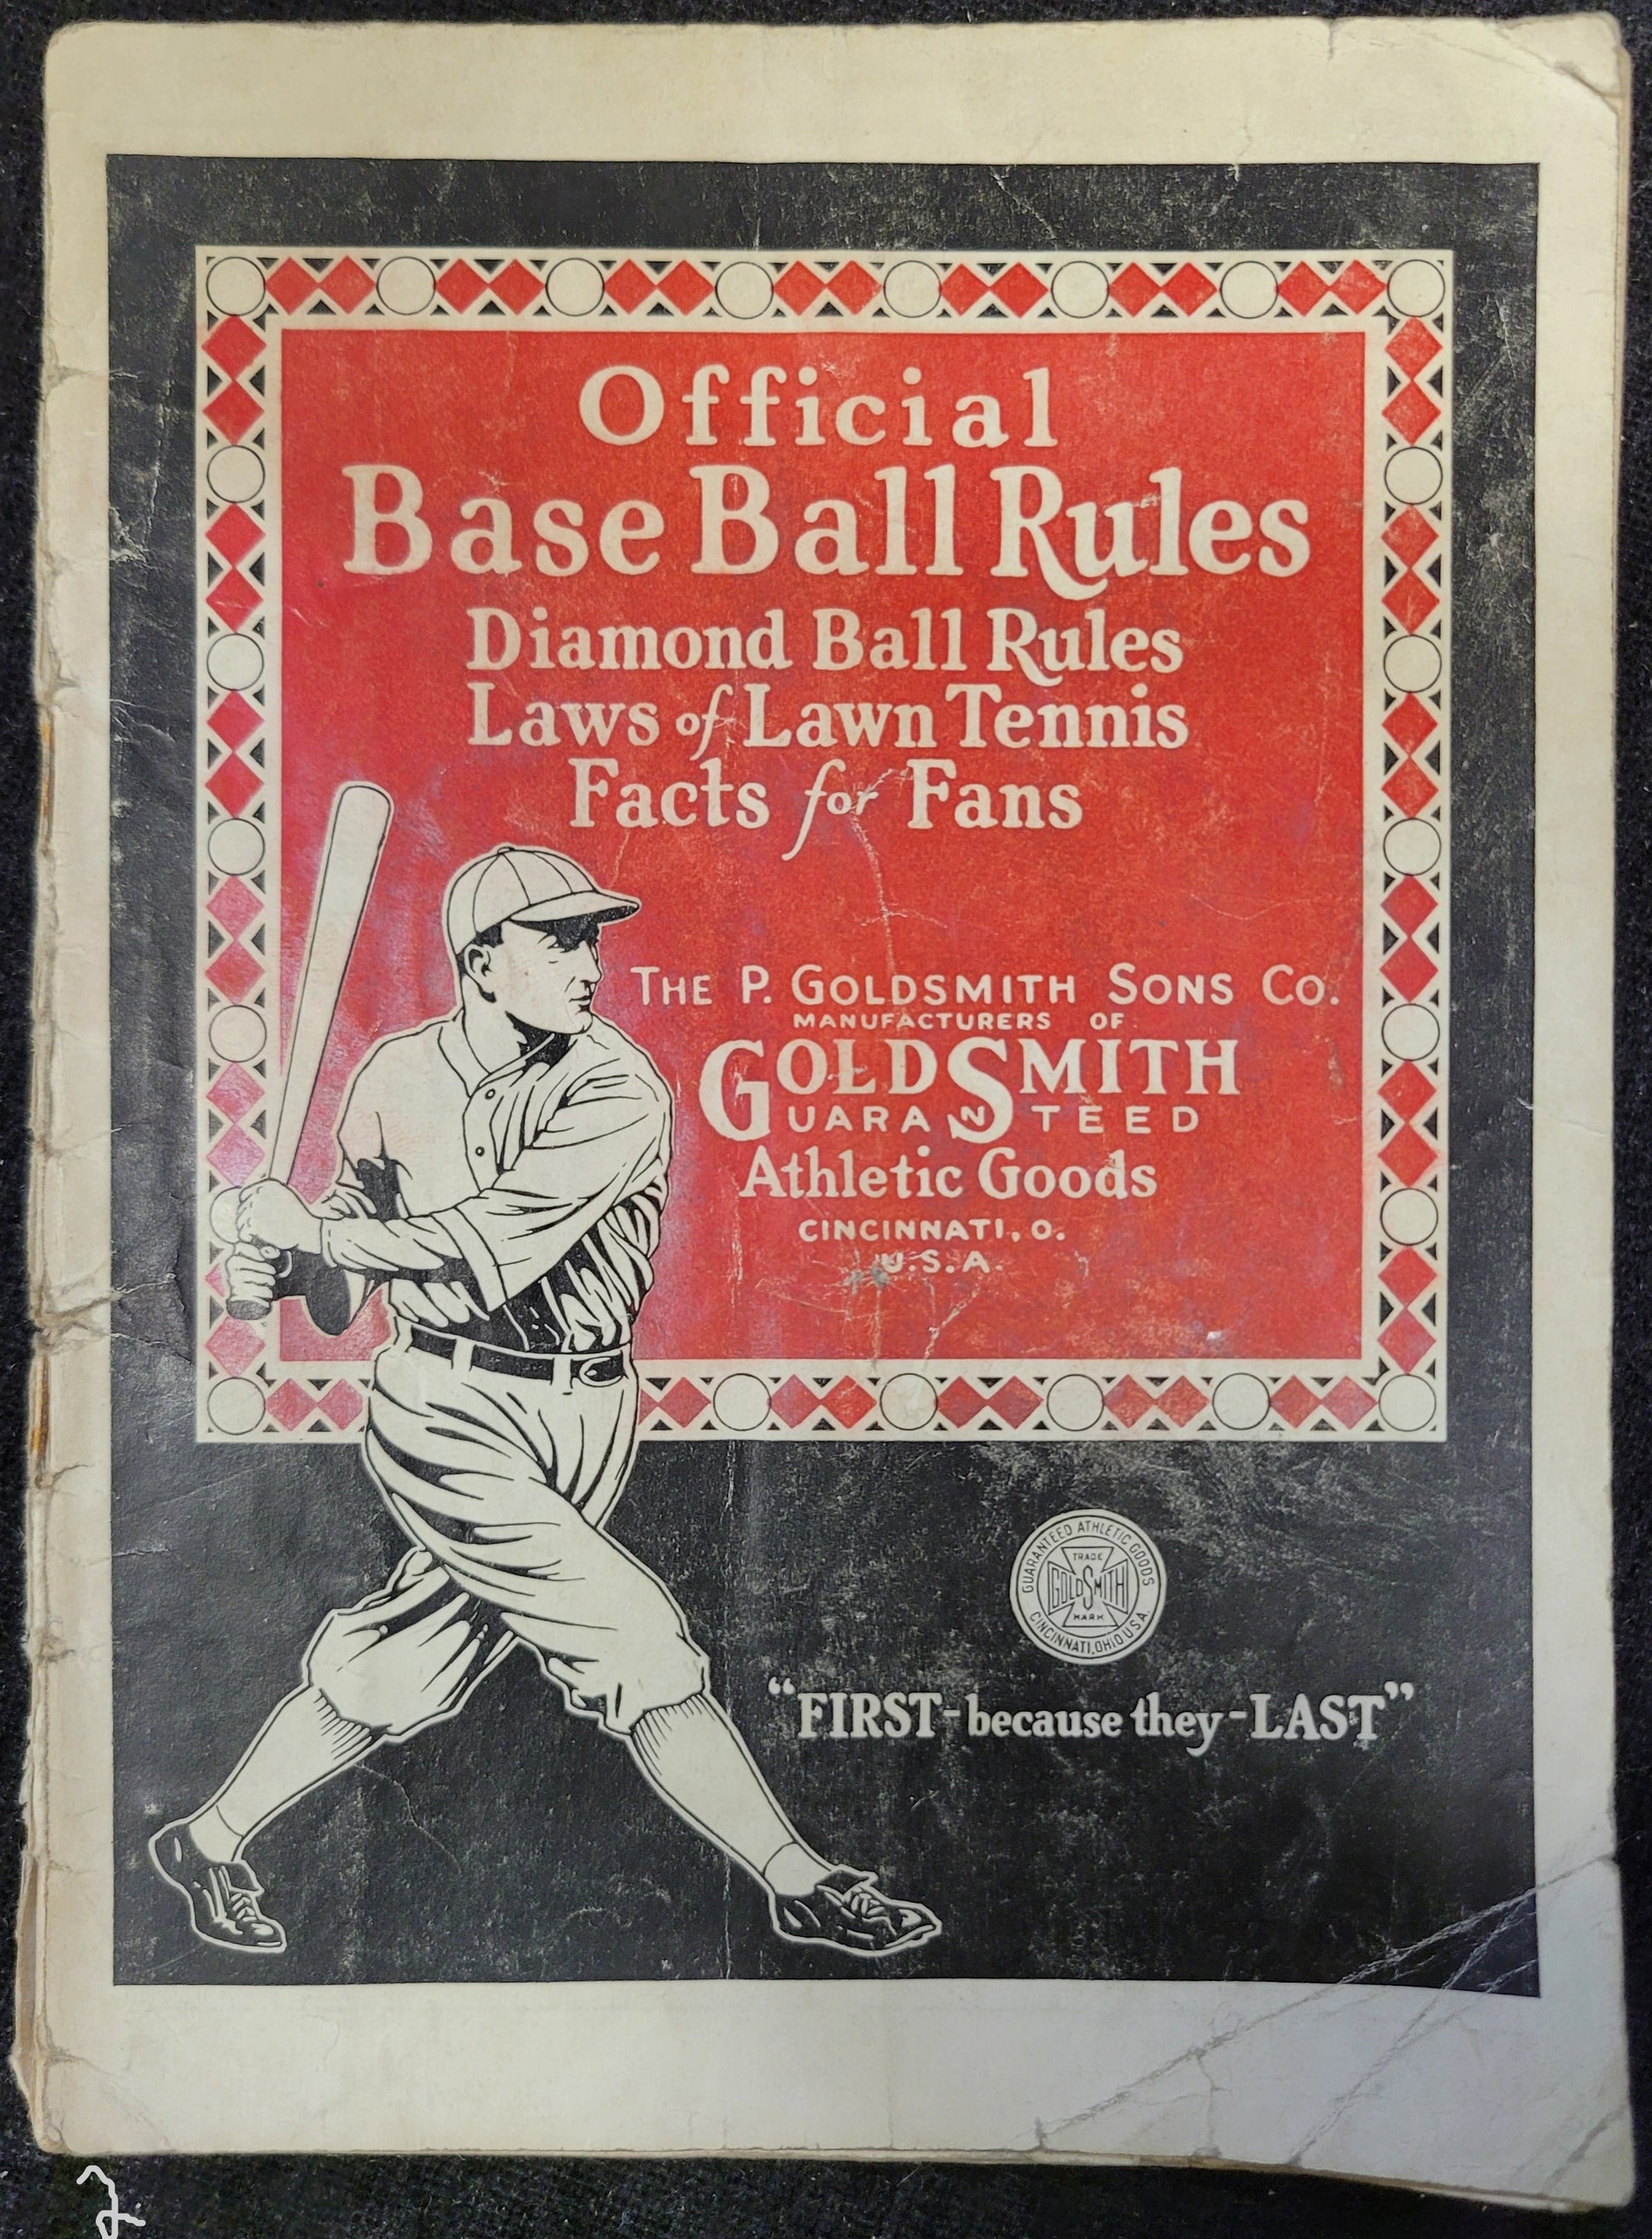 Official
Base Ball Rules
Diamond Ball Rules
Laws of Lawn Tennis
Facts for Fans
THE P. GOLDSMITH SONS CO.
MANUFACTURERS OF
GOLDSMITH
GUARANTEED
Athletic Goods
CINCINNATI, O.
U.S.A.
GUARANTEED ATHLETIC GOODS
TRADE
GOLDSMITH
MARK
CINCINNATI, OHIO U.S.A.
“FIRST-because they-LAST”